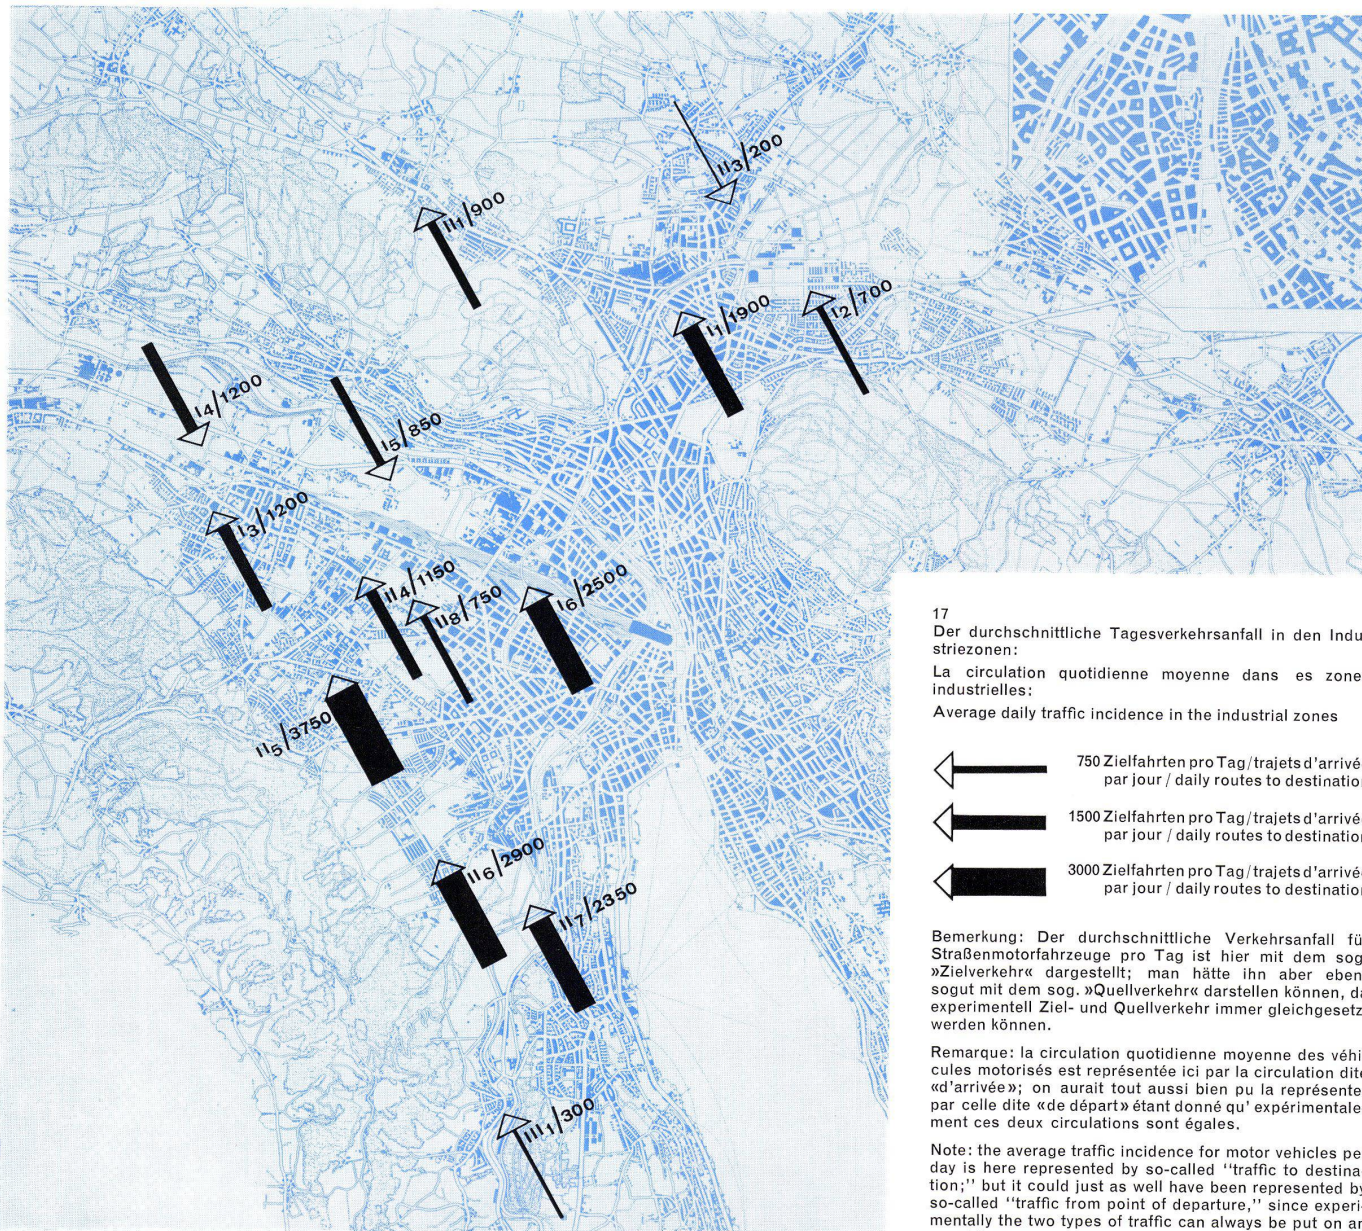 II3/200
II1/900
I1/1900
I2/700
I4/1200
I5/850
I3/1200
II4/1150
II8/750
I6/2500
II5/3750
II6/2900
II7/2350
III1/300
17
Der durchschnittliche Tagesverkehrsanfall in den Indu
striezonen:
La circulation quotidienne moyenne dans es zone
industrielles:
Average daily traffic incidence in the industrial zones
750 Zielfahrten pro Tag/trajets d'arrivé
par jour / daily routes to destination
1500 Zielfahrten pro Tag/trajets d'arrivé
par jour / daily routes to destination
3000 Zielfahrten pro Tag/trajets d'arrivé
par jour / daily routes to destination
Bemerkung: Der durchschnittliche Verkehrsanfall fü
Straßenmotorfahrzeuge pro Tag ist hier mit dem sog
»Zielverkehr« dargestellt; man hätte ihn aber eben
sogut mit dem sog. »Quellverkehr« darstellen können, da
experimentell Ziel- und Quellverkehr immer gleichgesetz
werden können.
Remarque: la circulation quotidienne moyenne des véhi
cules motorisés est représentée ici par la circulation dite
«d'arrivée»; on aurait tout aussi bien pu la représente
par celle dite «de départ» étant donné qu' expérimentale
ment ces deux circulations sont égales.
Note: the average traffic incidence for motor vehicles pe
day is here represented by so-called "traffic to destina
tion;" but it could just as well have been represented by
so-called "traffic from point of departure," since experi
mentally the two types of traffic can always be put on an